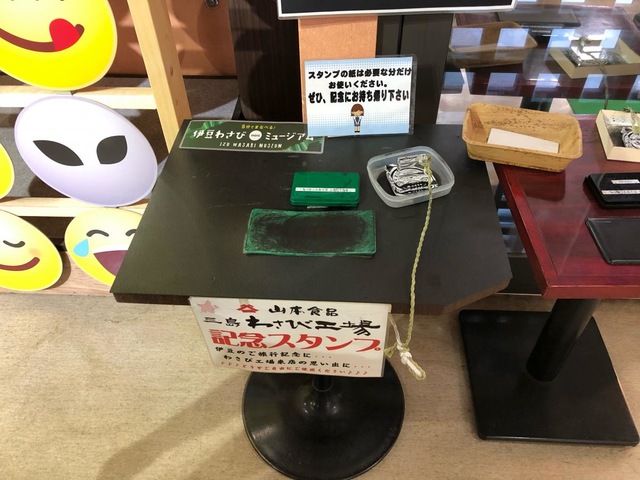 スタンプの紙は必要な分だけ
お使いください。
ぜひ、記念にお持ち帰り下さい
伊豆わさび ミュージアム
IZU WASABI MUSEUM
山本食品
三島わさび工場
記念スタンプ
伊豆のご旅行記念に・・・
わさび工場来店の思い出に・・・